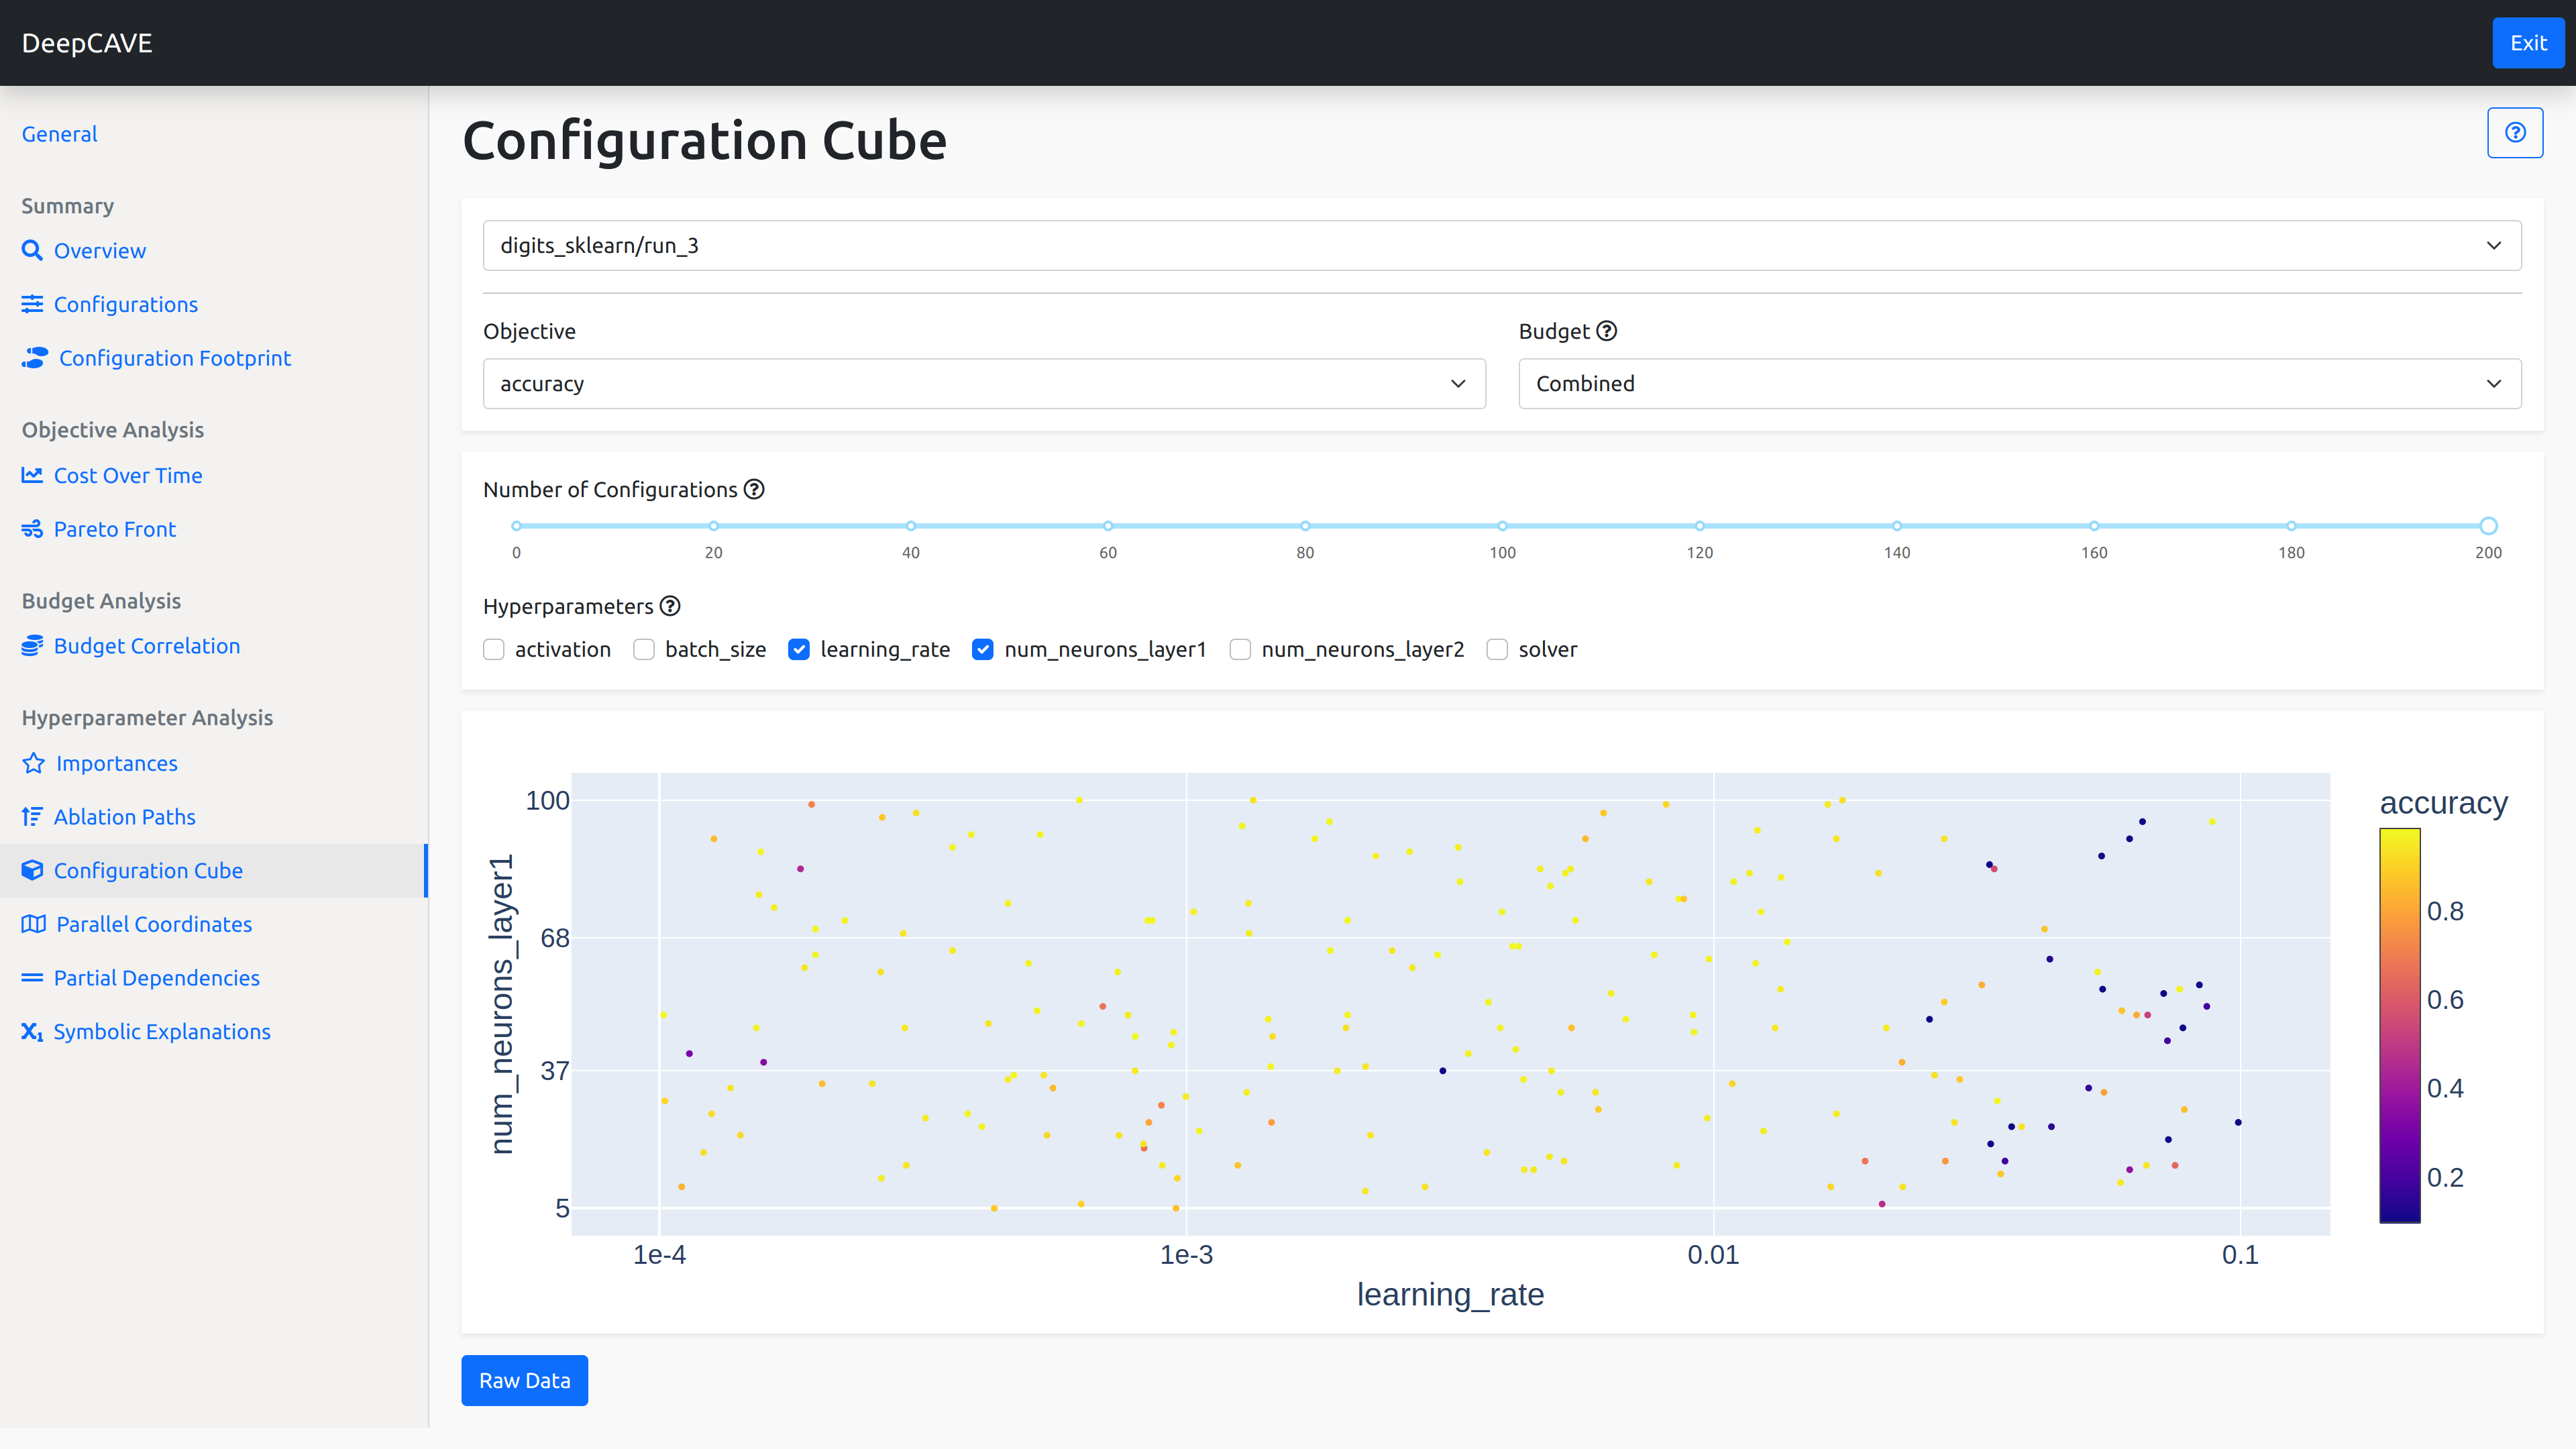 DeepCAVE
Exit
General
Summary
Overview
Configurations
Configuration Footprint
Objective Analysis
Cost Over Time
Pareto Front
Budget Analysis
Budget Correlation
Hyperparameter Analysis
Importances
Ablation Paths
Configuration Cube
Parallel Coordinates
Partial Dependencies
Symbolic Explanations
Configuration Cube
digits_sklearn/run_3
Objective
Budget
accuracy
Combined
Number of Configurations
0 20 40 60 80 100 120 140 160 180 200
Hyperparameters
activation batch_size learning_rate num_neurons_layer1 num_neurons_layer2 solver
num_neurons_layer1
100
68
37
5
1e-4 1e-3 0.01 0.1
learning_rate
accuracy
0.8
0.6
0.4
0.2
Raw Data